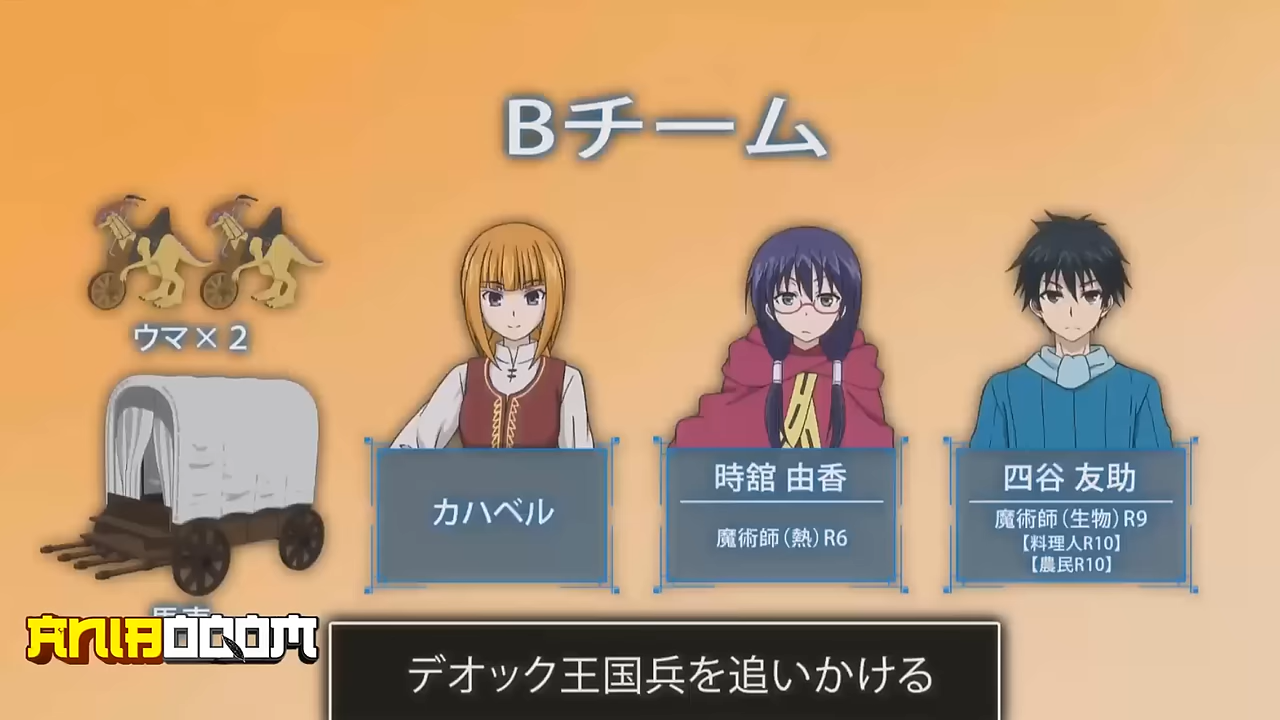 Bチーム
ウマ×2
カハベル
時舘 由香
魔術師(熱)R6
四谷 友助
魔術師(生物)R9
【料理人R10】
【農民R10】
ANIBOOOM
デオック王国兵を追いかける